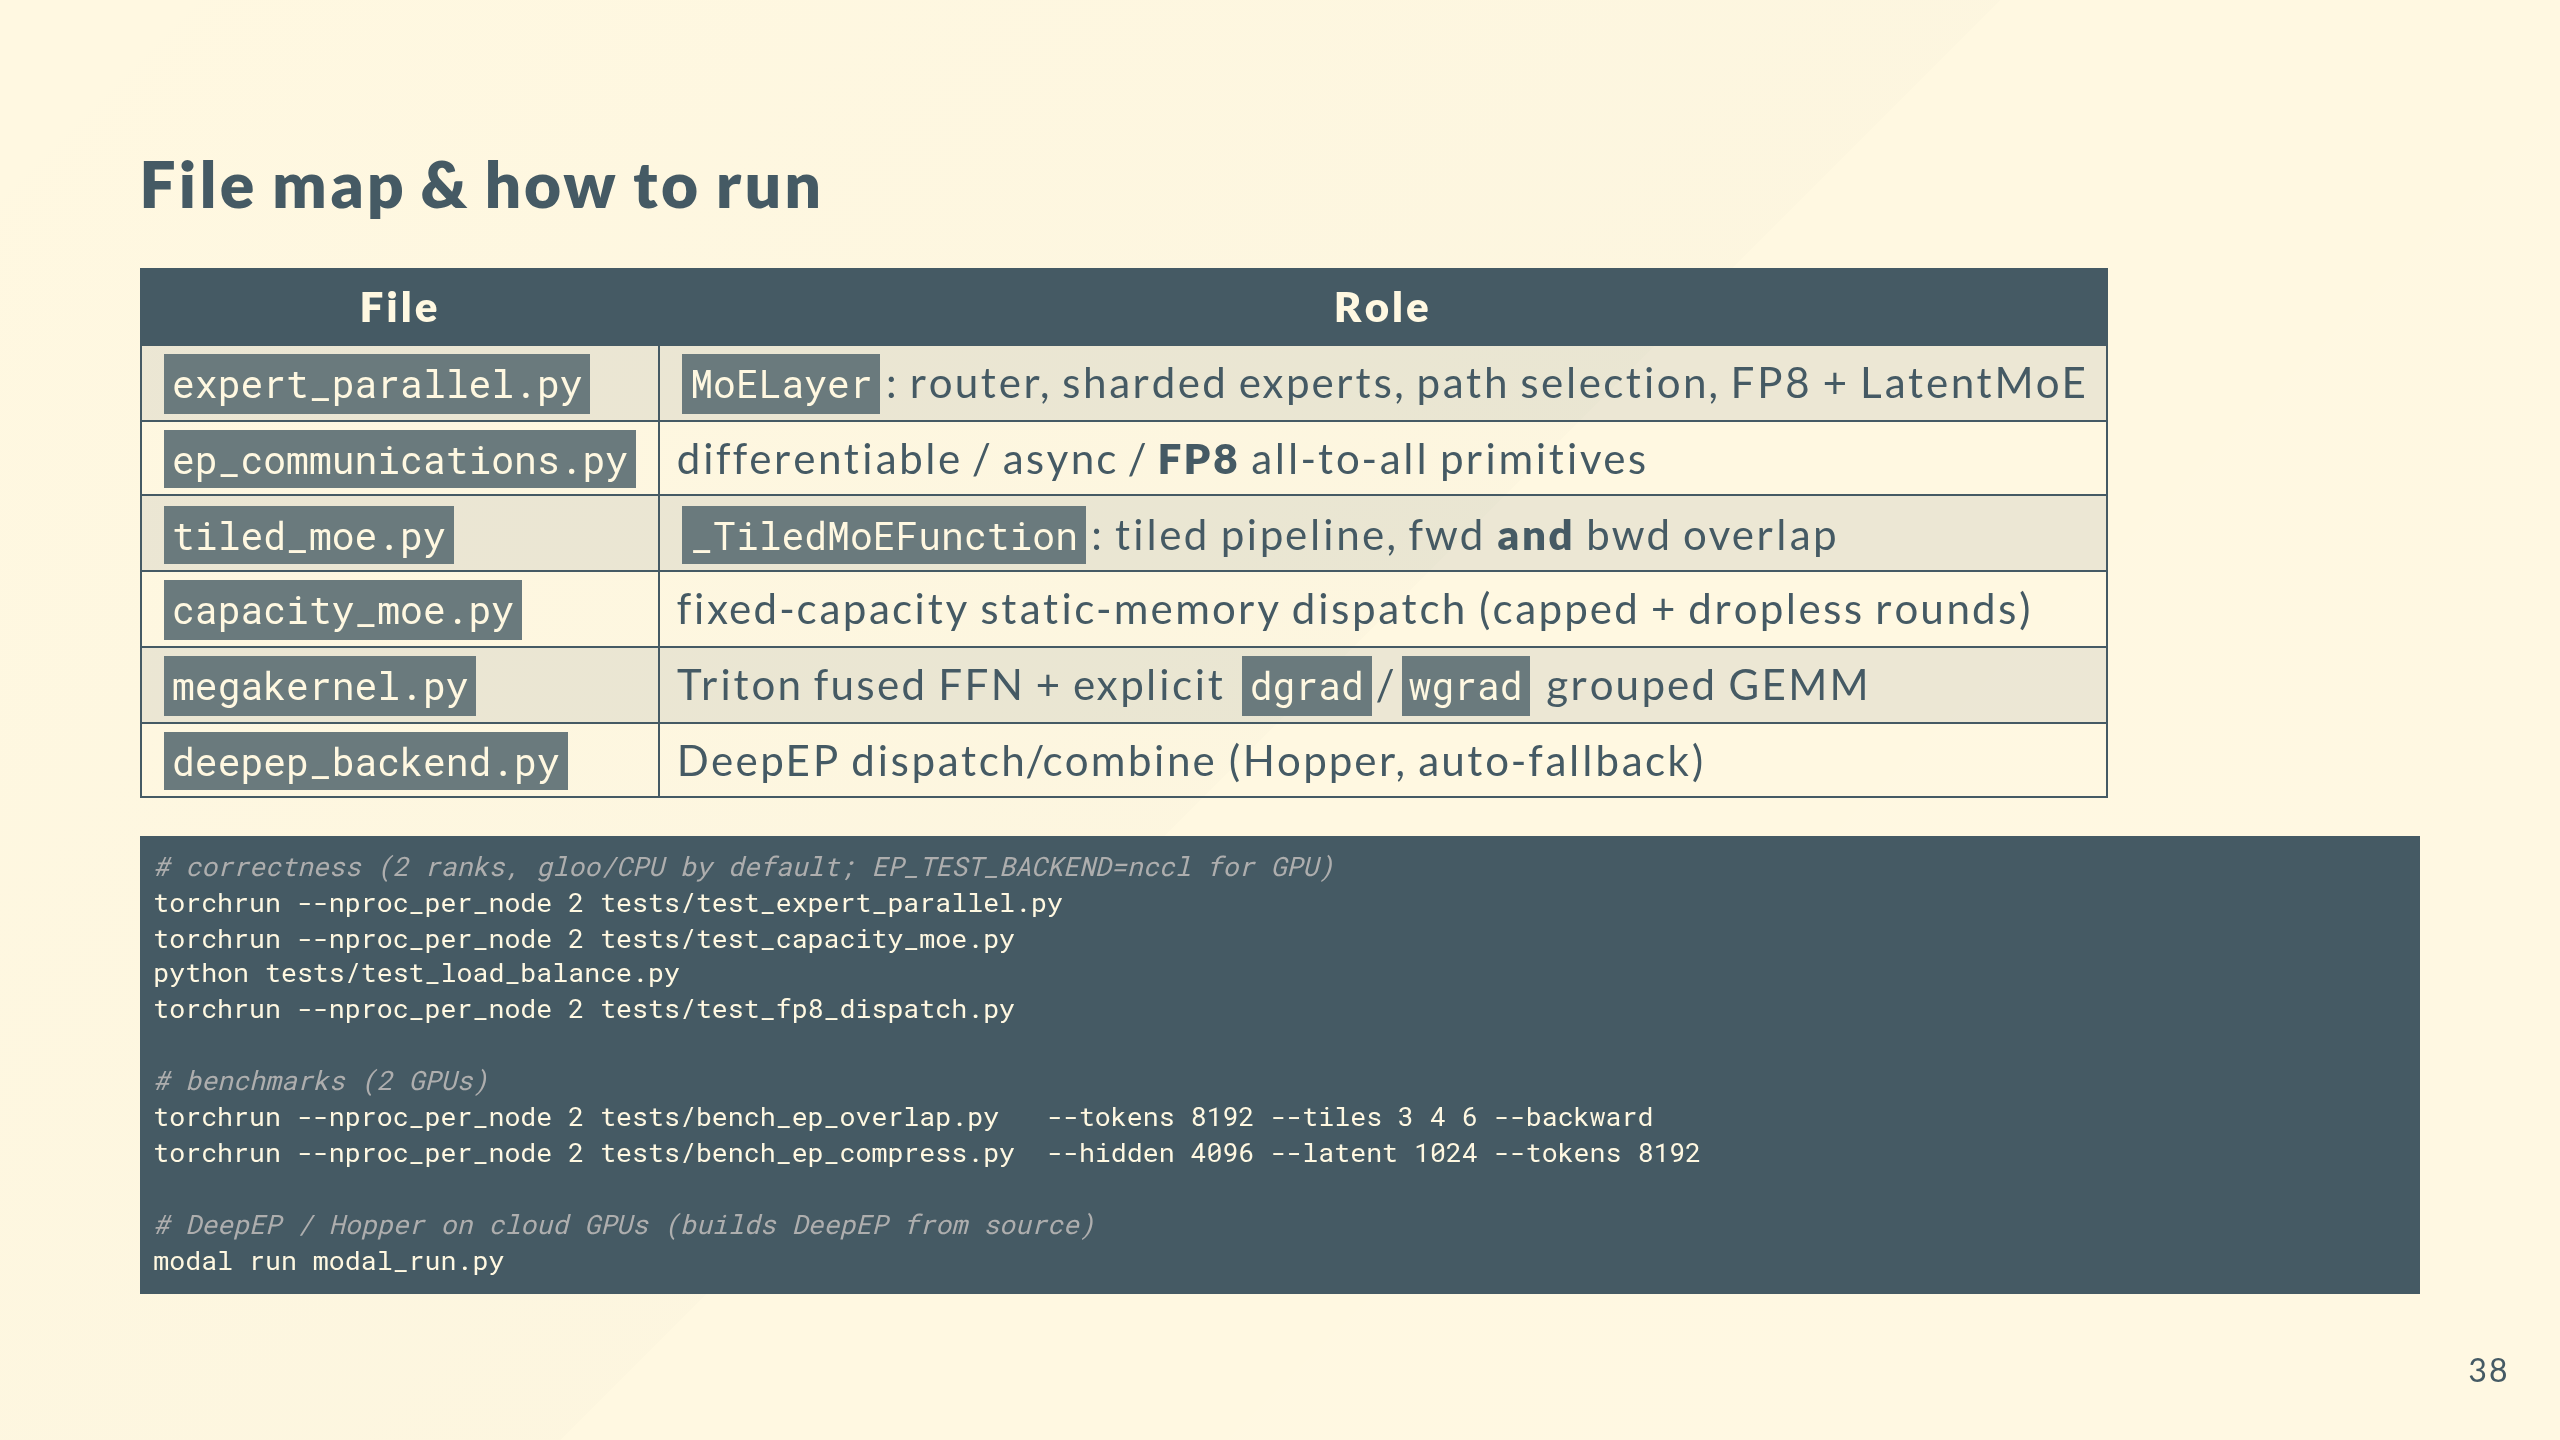 File map & how to run
File Role
expert_parallel.py MoELayer: router, sharded experts, path selection, FP8 + LatentMoE
ep_communications.py differentiable / async / FP8 all-to-all primitives
tiled_moe.py _TiledMoEFunction: tiled pipeline, fwd and bwd overlap
capacity_moe.py fixed-capacity static-memory dispatch (capped + dropless rounds)
megakernel.py Triton fused FFN + explicit dgrad/wgrad grouped GEMM
deepep_backend.py DeepEP dispatch/combine (Hopper, auto-fallback)
# correctness (2 ranks, gloo/CPU by default; EP_TEST_BACKEND=nccl for GPU)
torchrun --nproc_per_node 2 tests/test_expert_parallel.py
torchrun --nproc_per_node 2 tests/test_capacity_moe.py
python tests/test_load_balance.py
torchrun --nproc_per_node 2 tests/test_fp8_dispatch.py
# benchmarks (2 GPUs)
torchrun --nproc_per_node 2 tests/bench_ep_overlap.py   --tokens 8192 --tiles 3 4 6 --backward
torchrun --nproc_per_node 2 tests/bench_ep_compress.py  --hidden 4096 --latent 1024 --tokens 8192
# DeepEP / Hopper on cloud GPUs (builds DeepEP from source)
modal run modal_run.py
38